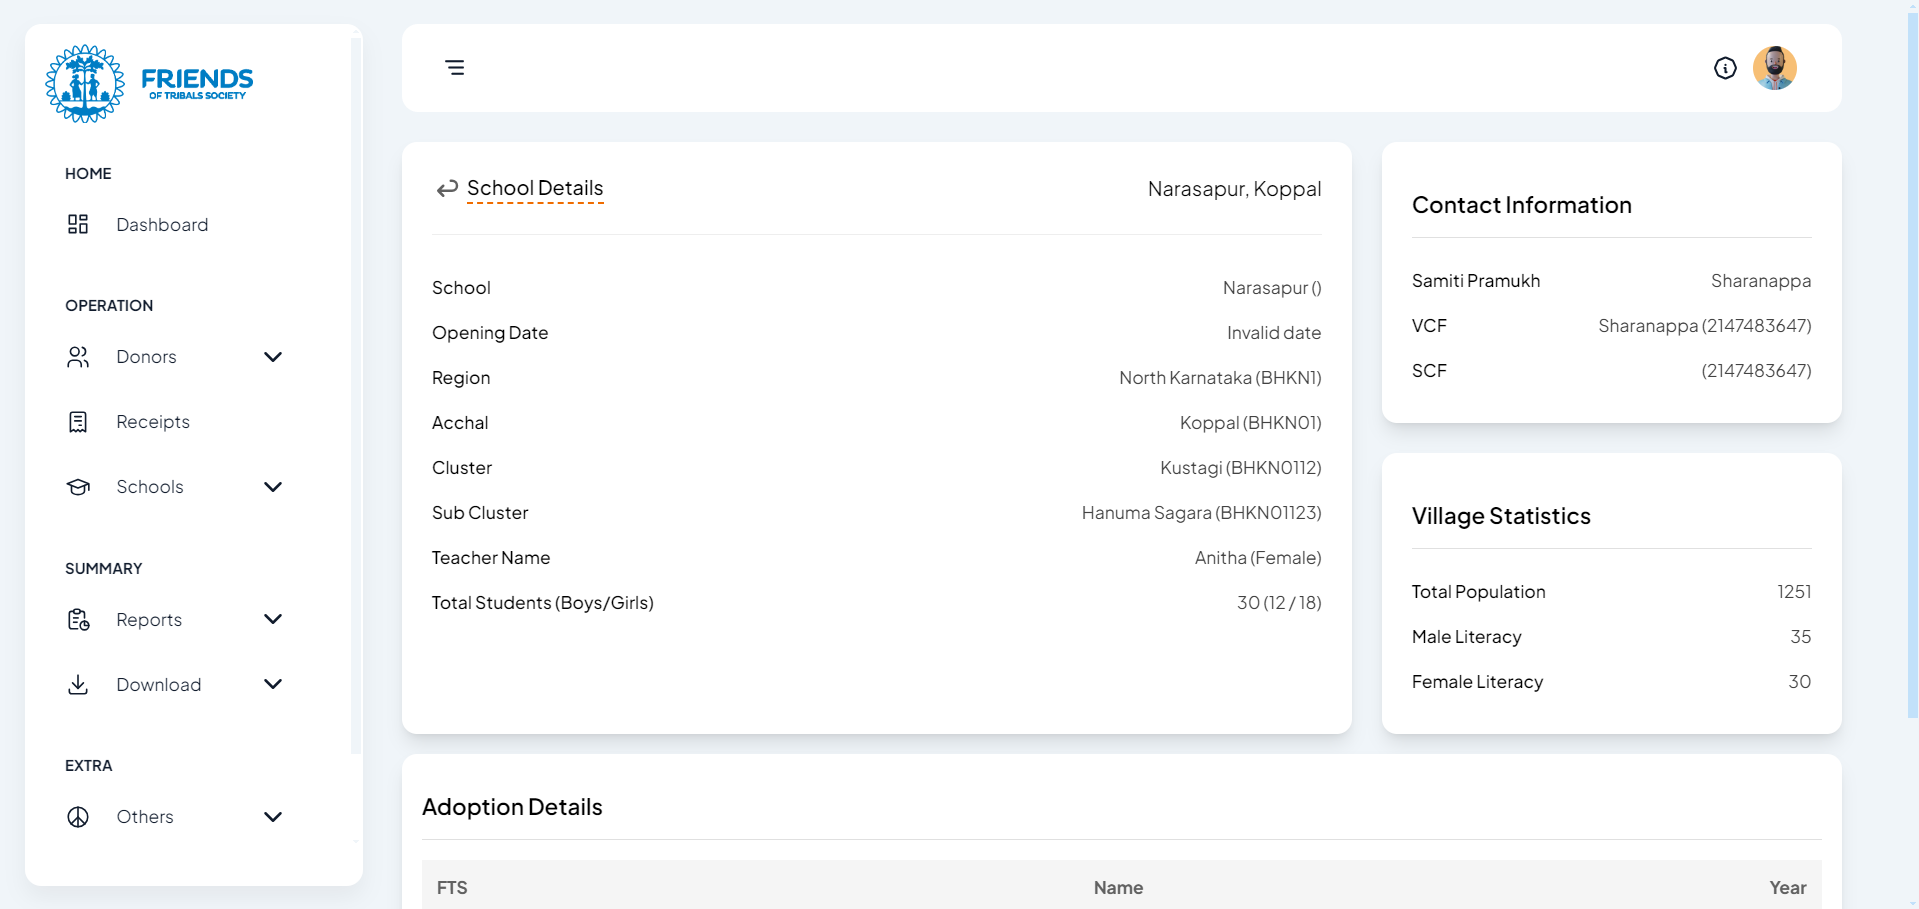 FRIENDS
OF TRIBALS SOCIETY
HOME
Dashboard
OPERATION
Donors
Receipts
Schools
SUMMARY
Reports
Download
EXTRA
Others
School Details
Narasapur, Koppal
School Narasapur ()
Opening Date Invalid date
Region North Karnataka (BHKN1)
Acchal Koppal (BHKN01)
Cluster Kustagi (BHKN0112)
Sub Cluster Hanuma Sagara (BHKN01123)
Teacher Name Anitha (Female)
Total Students (Boys/Girls) 30 (12 / 18)
Contact Information
Samiti Pramukh Sharanappa
VCF Sharanappa (2147483647)
SCF (2147483647)
Village Statistics
Total Population 1251
Male Literacy 35
Female Literacy 30
Adoption Details
FTS Name Year